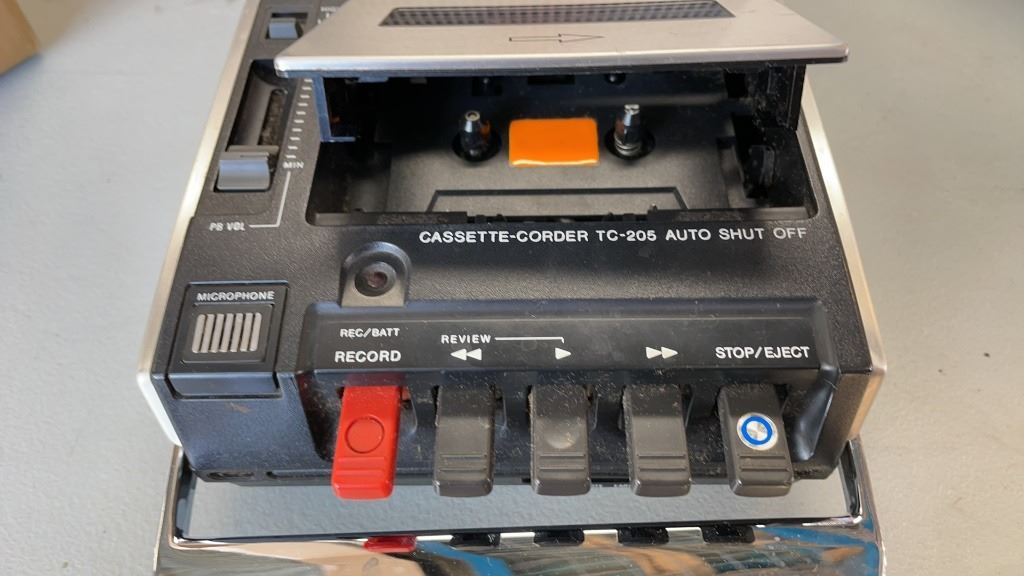 MIN
PB VOL
CASSETTE-CORDER TC-205 AUTO SHUT OFF
MICROPHONE
REC/BATT
RECORD
REVIEW
STOP/EJECT